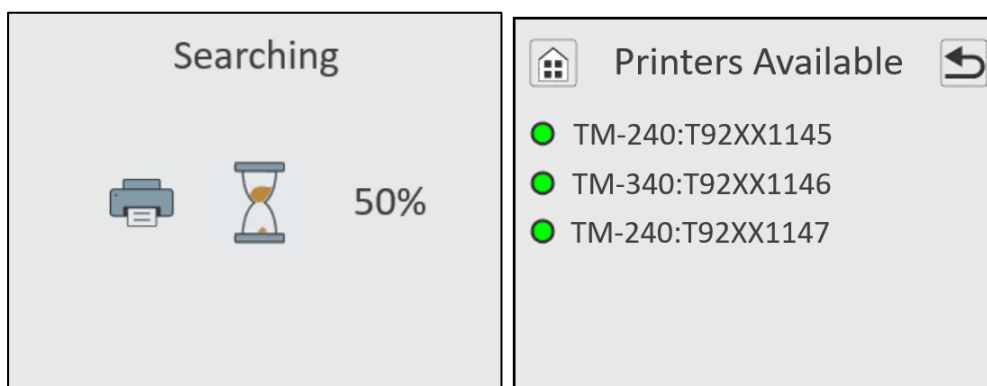 Searching
50%
Printers Available
TM-240:T92XX1145
TM-340:T92XX1146
TM-240:T92XX1147